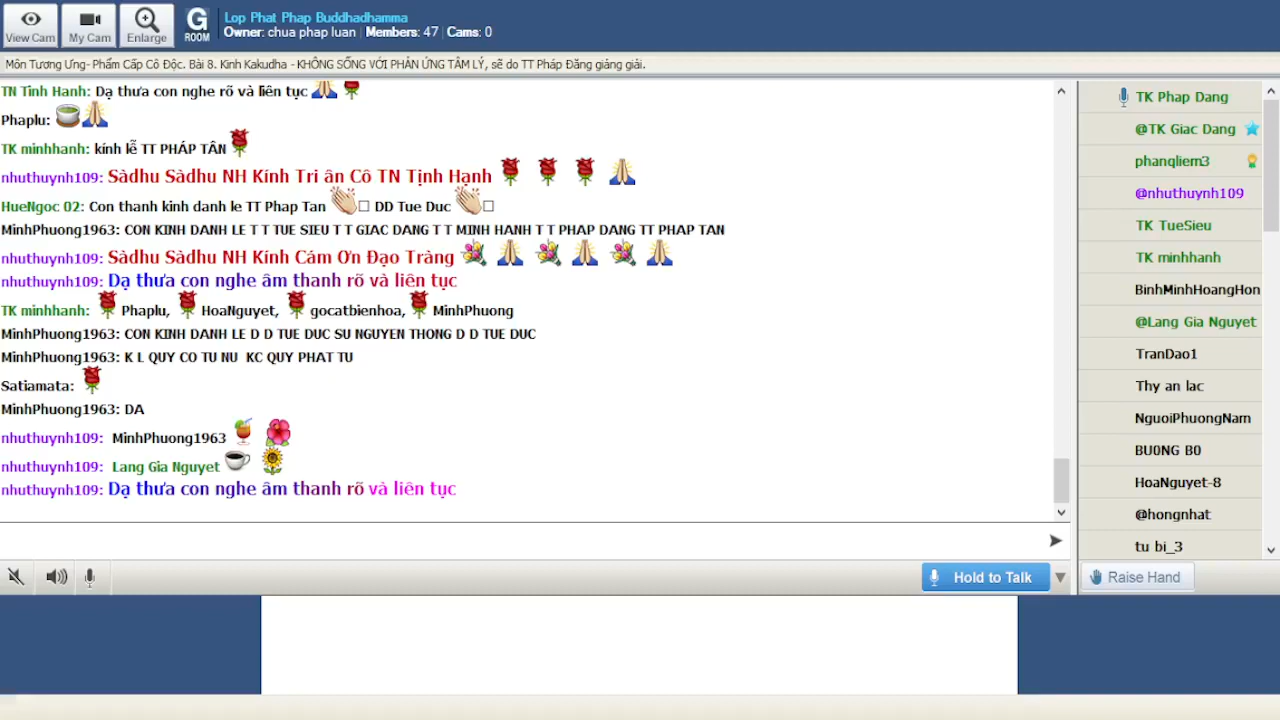 View Cam
My Cam
Enlarge
G
ROOM
Lop Phat Phap Buddhadhamma
Owner: chua phap luan | Members: 47 | Cams: 0
Môn Tương Ưng- Phẩm Cấp Cô Độc. Bài 8. Kinh Kakudha - KHÔNG SỐNG VỚI PHẢN ỨNG TÂM LÝ, sẽ do TT Pháp Đăng giảng giải.
TN Tinh Hanh: Dạ thưa con nghe rõ và liên tục
Phaplu:
TK minhhanh: kính lễ TT PHÁP TÂN
nhuthuynh109: Sàdhu Sàdhu NH Kính Tri ân Cô TN Tịnh Hạnh
HueNgoc 02: Con thanh kinh danh le TT Phap Tan DD Tue Duc
MinhPhuong1963: CON KINH DANH LE T T TUE SIEU T T GIAC DANG T T MINH HANH T T PHAP DANG TT PHAP TAN
nhuthuynh109: Sàdhu Sàdhu NH Kính Cám Ơn Đạo Tràng
nhuthuynh109: Dạ thưa con nghe âm thanh rõ và liên tục
TK minhhanh: Phaplu, HoaNguyet, gocatbienhoa, MinhPhuong
MinhPhuong1963: CON KINH DANH LE D D TUE DUC SU NGUYEN THONG D D TUE DUC
MinhPhuong1963: K L QUY CO TU NU KC QUY PHAT TU
Satiamata:
MinhPhuong1963: DA
nhuthuynh109: MinhPhuong1963
nhuthuynh109: Lang Gia Nguyet
nhuthuynh109: Dạ thưa con nghe âm thanh rõ và liên tục
Hold to Talk
TK Phap Dang
@TK Giac Dang
phanqliem3
@nhuthuynh109
TK TueSieu
TK minhhanh
BinhMinhHoangHon
@Lang Gia Nguyet
TranDao1
Thy an lac
NguoiPhuongNam
BU0NG B0
HoaNguyet-8
@hongnhat
tu bi_3
Raise Hand